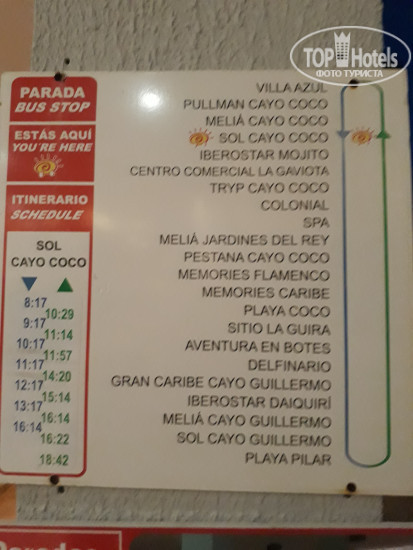 TOP Hotels
ФОТО ТУРИСТА
PARADA
BUS STOP
ESTÁS AQUÍ
YOU'RE HERE
ITINERARIO
SCHEDULE
SOL
CAYO COCO
8:17
10:29
9:17
11:14
10:17
11:57
11:17
14:20
12:17
15:14
13:17
16:14
16:14
16:22
18:42
VILLA AZUL
PULLMAN CAYO COCO
MELIÁ CAYO COCO
SOL CAYO COCO
IBEROSTAR MOJITO
CENTRO COMERCIAL LA GAVIOTA
TRYP CAYO COCO
COLONIAL
SPA
MELIÁ JARDINES DEL REY
PESTANA CAYO COCO
MEMORIES FLAMENCO
MEMORIES CARIBE
PLAYA COCO
SITIO LA GUIRA
AVENTURA EN BOTES
DELFINARIO
GRAN CARIBE CAYO GUILLERMO
IBEROSTAR DAIQUIRÍ
MELIÁ CAYO GUILLERMO
SOL CAYO GUILLERMO
PLAYA PILAR